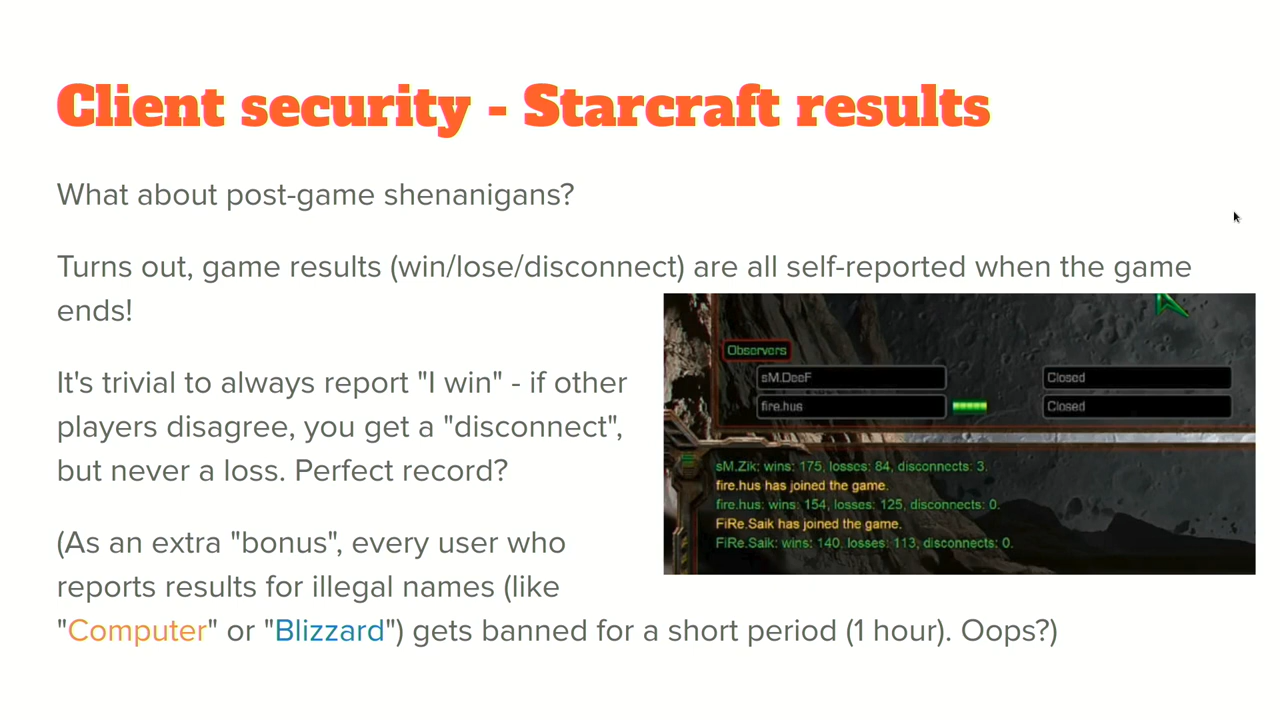 Client security - Starcraft results
What about post-game shenanigans?
Turns out, game results (win/lose/disconnect) are all self-reported when the game
ends!
It's trivial to always report "I win" - if other
players disagree, you get a "disconnect",
but never a loss. Perfect record?
(As an extra "bonus", every user who
reports results for illegal names (like
"Computer" or "Blizzard") gets banned for a short period (1 hour). Oops?)
Observers
sM.DeeF
Closed
fire.hus
Closed
sM.Zik: wins: 175, losses: 84, disconnects: 3.
fire.hus has joined the game.
fire.hus: wins: 154, losses: 125, disconnects: 0.
FiRe.Saik has joined the game.
FiRe.Saik: wins: 140, losses: 113, disconnects: 0.